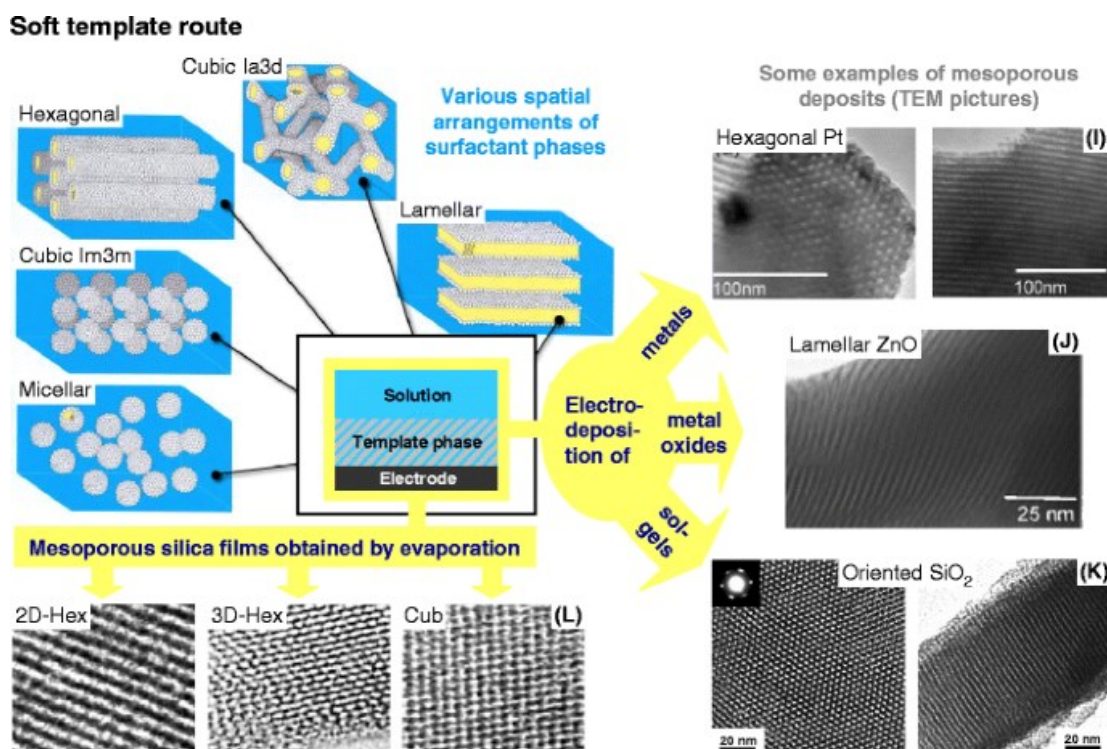 Soft template route
Cubic Ia3d
Hexagonal
Various spatial
arrangements of
surfactant phases
Lamellar
Cubic Im3m
Micellar
Solution
Template phase
Electrode
Electro-
deposi-
tion of
metals
metal
oxides
sol-
gels
Mesoporous silica films obtained by evaporation
2D-Hex
3D-Hex
Cub
(L)
Some examples of mesoporous
deposits (TEM pictures)
Hexagonal Pt
(I)
100nm
100nm
Lamellar ZnO
(J)
25 nm
Oriented SiO₂
(K)
20 nm
20 nm